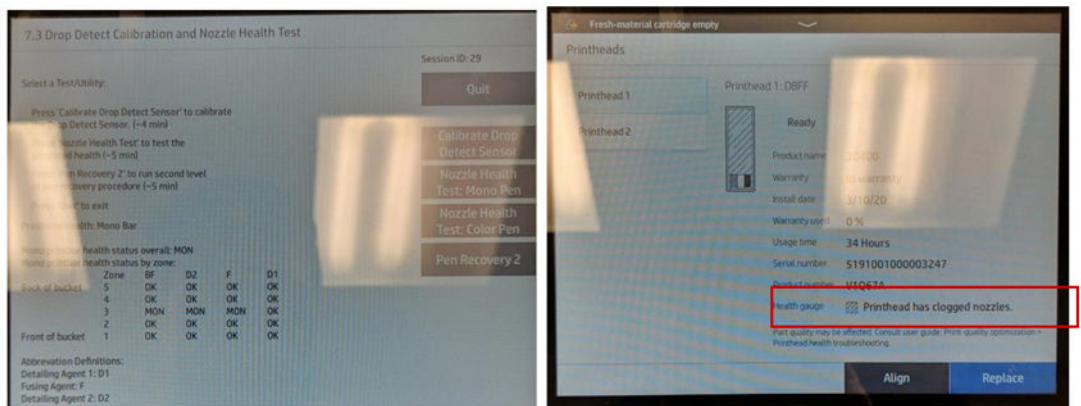 7.3 Drop Detect Calibration and Nozzle Health Test
Session ID: 29
Select a Test/Utility:
Quit
Press 'Calibrate Drop Detect Sensor' to calibrate
Detect Sensor. (~4 min)
Health Test' to test the
health (~5 min)
Recovery 2' to run second level
recovery procedure (~5 min)
to exit
Health: Mono Bar
health status overall: MON
health status by zone:
Zone BF D2 F D1
Back of bucket 5 OK OK OK OK
4 OK OK OK OK
3 MON MON MON OK
2 OK OK OK OK
Front of bucket 1 OK OK OK OK
Abbrevation Definitions:
Detailing Agent 1: D1
Fusing Agent: F
Detailing Agent 2: D2
Calibrate Drop
Detect Sensor
Nozzle Health
Test: Mono Pen
Nozzle Health
Test: Color Pen
Pen Recovery 2
Fresh-material cartridge empty
Printheads
Printhead 1
Printhead 2
Printhead 1: DBFF
Ready
Product name
Warranty In warranty
Install date 3/10/20
Warranty used 0 %
Usage time 34 Hours
Serial number S191001000003247
Product number V1Q67A
Health gauge Printhead has clogged nozzles.
Part quality may be affected. Consult user guide: Print-quality optimization >
Printhead health troubleshooting.
Align
Replace